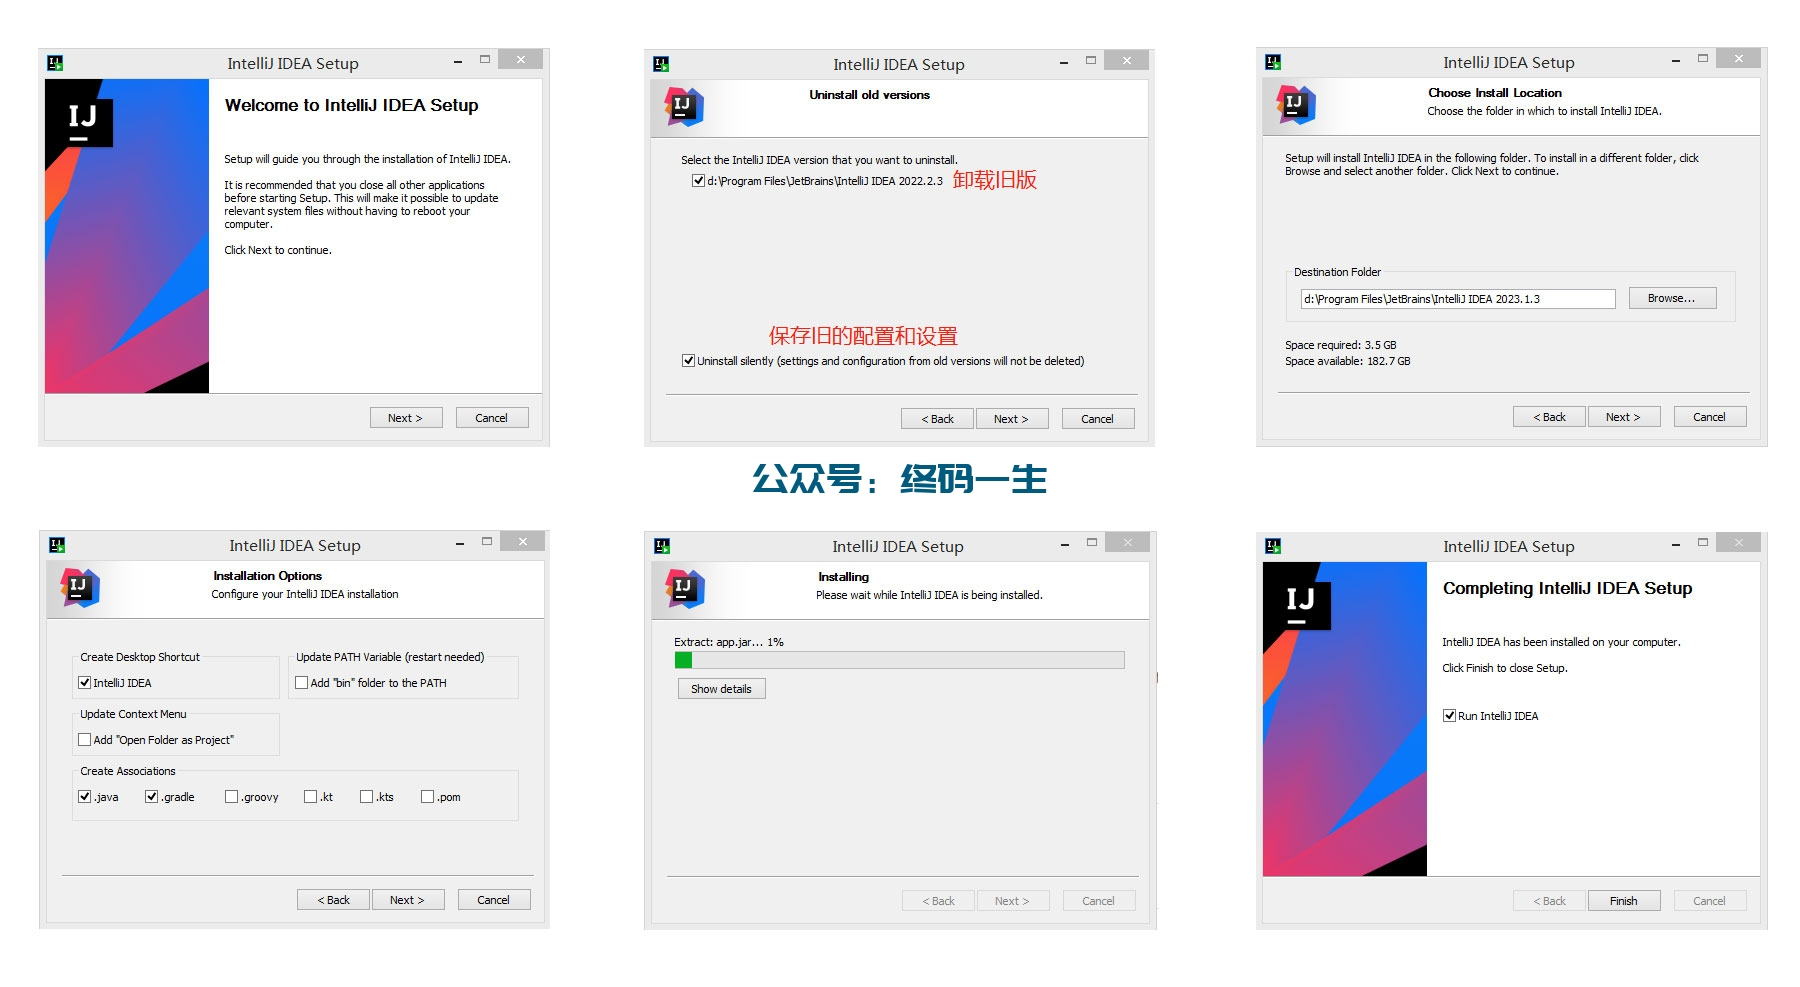 IntelliJ IDEA Setup
IJ
Welcome to IntelliJ IDEA Setup
Setup will guide you through the installation of IntelliJ IDEA.
It is recommended that you close all other applications
before starting Setup. This will make it possible to update
relevant system files without having to reboot your
computer.
Click Next to continue.
Next >
Cancel
IntelliJ IDEA Setup
IJ
Uninstall old versions
Select the IntelliJ IDEA version that you want to uninstall.
d:\Program Files\JetBrains\IntelliJ IDEA 2022.2.3 卸载旧版
保存旧的配置和设置
Uninstall silently (settings and configuration from old versions will not be deleted)
< Back
Next >
Cancel
IntelliJ IDEA Setup
IJ
Choose Install Location
Choose the folder in which to install IntelliJ IDEA.
Setup will install IntelliJ IDEA in the following folder. To install in a different folder, click
Browse and select another folder. Click Next to continue.
Destination Folder
d:\Program Files\JetBrains\IntelliJ IDEA 2023.1.3
Browse...
Space required: 3.5 GB
Space available: 182.7 GB
< Back
Next >
Cancel
公众号：终码一生
IntelliJ IDEA Setup
IJ
Installation Options
Configure your IntelliJ IDEA installation
Create Desktop Shortcut
IntelliJ IDEA
Update PATH Variable (restart needed)
Add "bin" folder to the PATH
Update Context Menu
Add "Open Folder as Project"
Create Associations
.java .gradle .groovy .kt .kts .pom
< Back
Next >
Cancel
IntelliJ IDEA Setup
IJ
Installing
Please wait while IntelliJ IDEA is being installed.
Extract: app.jar... 1%
Show details
< Back
Next >
Cancel
IntelliJ IDEA Setup
IJ
Completing IntelliJ IDEA Setup
IntelliJ IDEA has been installed on your computer.
Click Finish to close Setup.
Run IntelliJ IDEA
< Back
Finish
Cancel